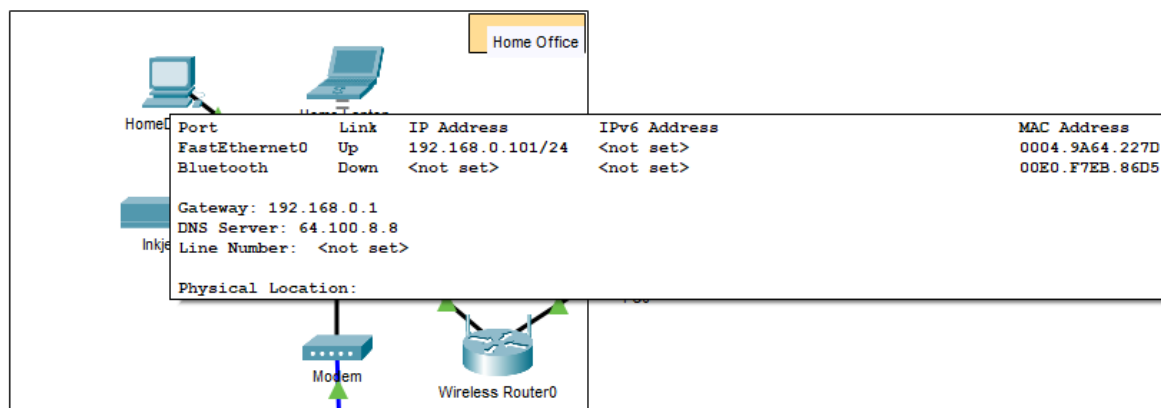 Home Office
HomeD
Port Link IP Address IPv6 Address MAC Address
FastEthernet0 Up 192.168.0.101/24 <not set> 0004.9A64.227D
Bluetooth Down <not set> <not set> 00E0.F7EB.86D5
Gateway: 192.168.0.1
DNS Server: 64.100.8.8
Inkje
Line Number: <not set>
Physical Location:
Modem
Wireless Router0